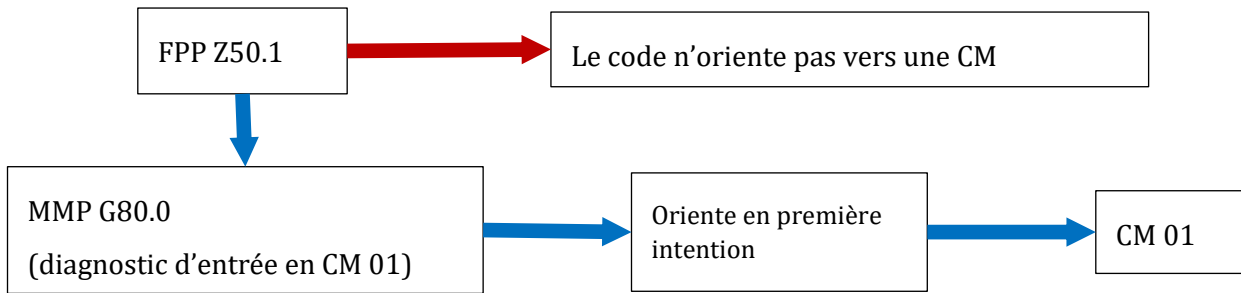 FPP Z50.1
Le code n’oriente pas vers une CM
MMP G80.0
(diagnostic d’entrée en CM 01)
Oriente en première
intention
CM 01